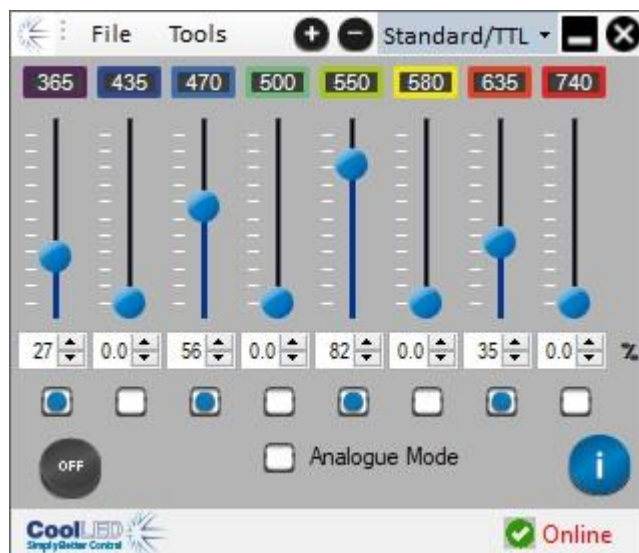 File Tools Standard/TTL
365 435 470 500 550 580 635 740
27 0.0 56 0.0 82 0.0 35 0.0 %
OFF Analogue Mode i
CoolLED
Simply Better Control
Online